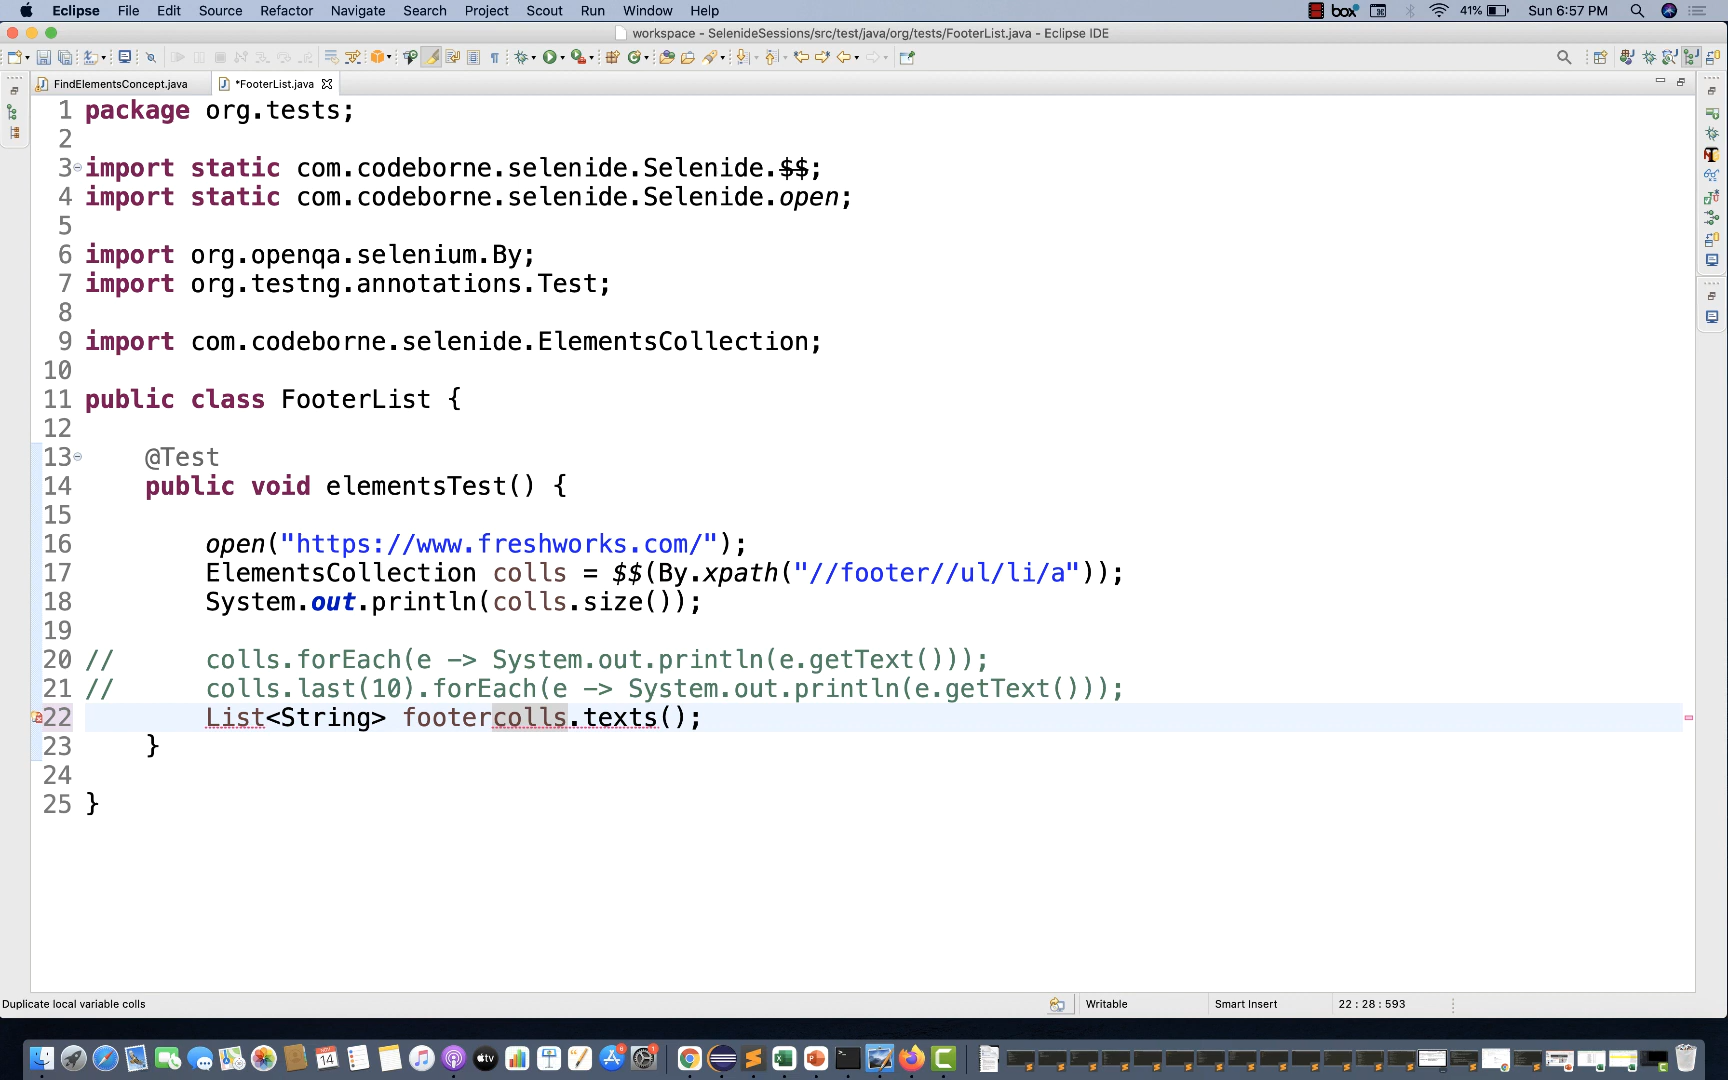 Eclipse File Edit Source Refactor Navigate Search Project Scout Run Window Help box 41% Sun 6:57 PM
workspace - SelenideSessions/src/test/java/org/tests/FooterList.java - Eclipse IDE
FindElementsConcept.java *FooterList.java
1 package org.tests;
2
3 import static com.codeborne.selenide.Selenide.$$;
4 import static com.codeborne.selenide.Selenide.open;
5
6 import org.openqa.selenium.By;
7 import org.testng.annotations.Test;
8
9 import com.codeborne.selenide.ElementsCollection;
10
11 public class FooterList {
12
13 @Test
14 public void elementsTest() {
15
16 open("https://www.freshworks.com/");
17 ElementsCollection colls = $$(By.xpath("//footer//ul/li/a"));
18 System.out.println(colls.size());
19
20 // colls.forEach(e -> System.out.println(e.getText()));
21 // colls.last(10).forEach(e -> System.out.println(e.getText()));
22 List<String> footercolls.texts();
23 }
24
25 }
Duplicate local variable colls Writable Smart Insert 22 : 28 : 593